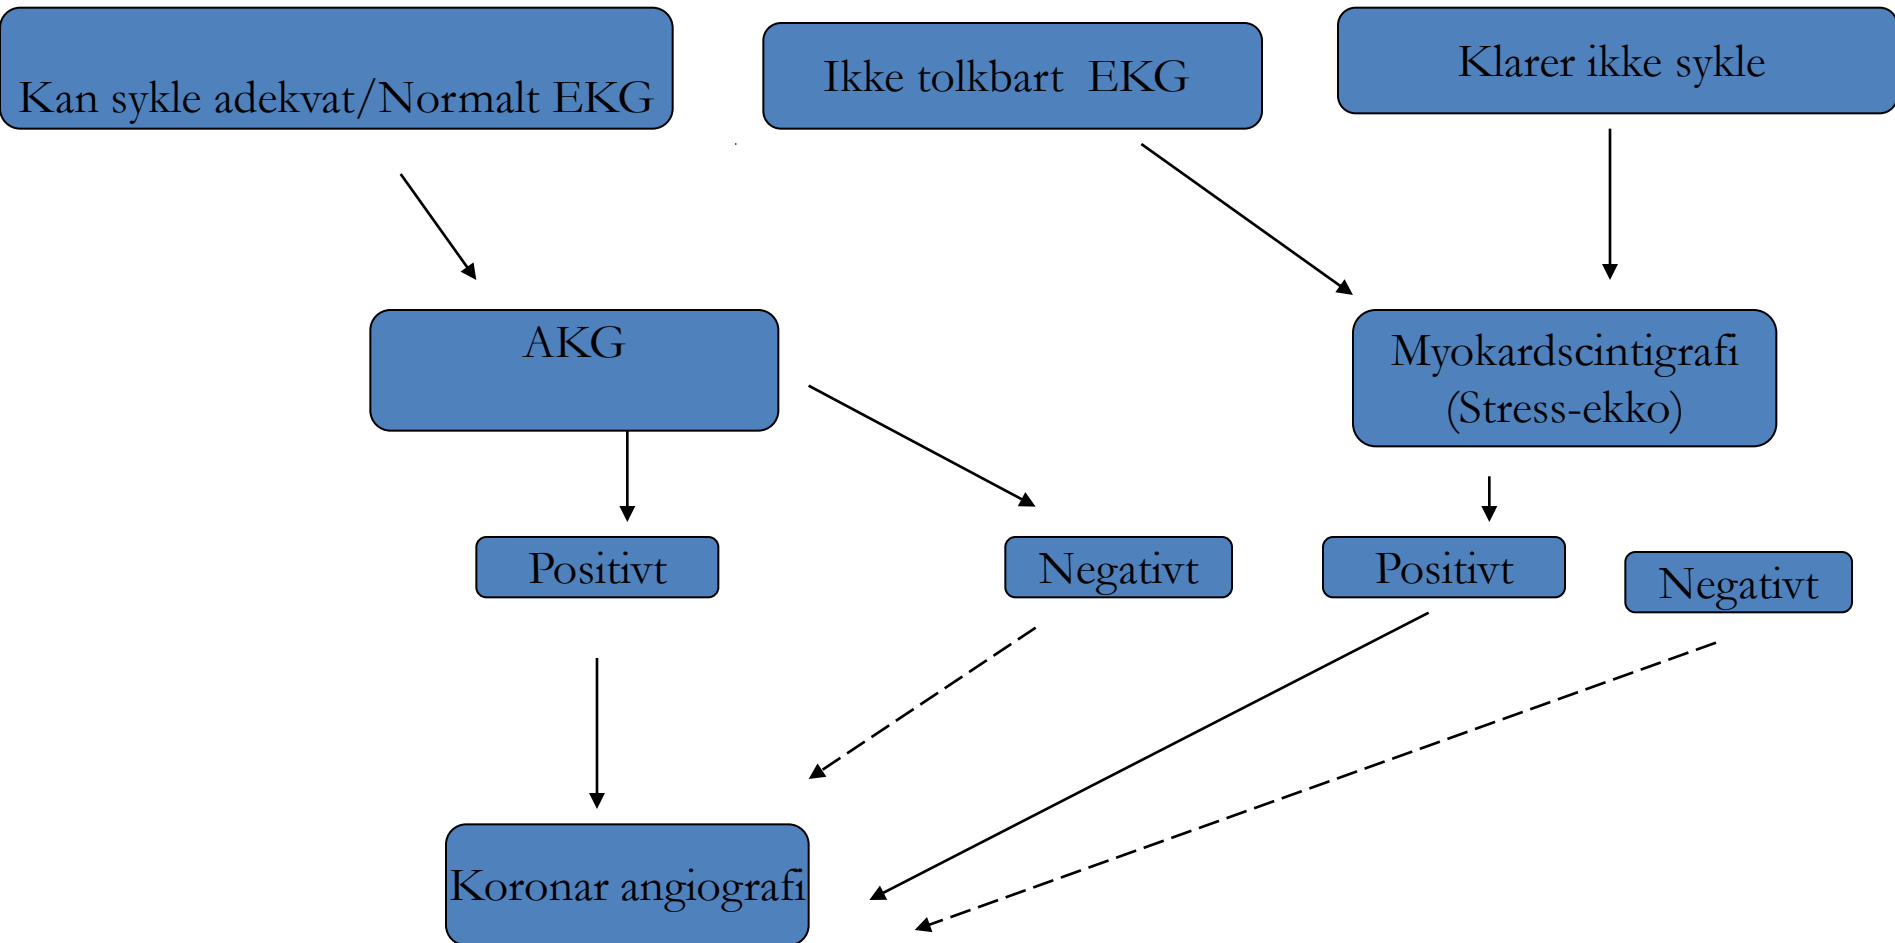 Kan sykle adekvat/Normalt EKG
Ikke tolkbart EKG
Klarer ikke sykle
AKG
Myokardscintigrafi
(Stress-ekko)
Positivt
Negativt
Positivt
Negativt
Koronar angiografi